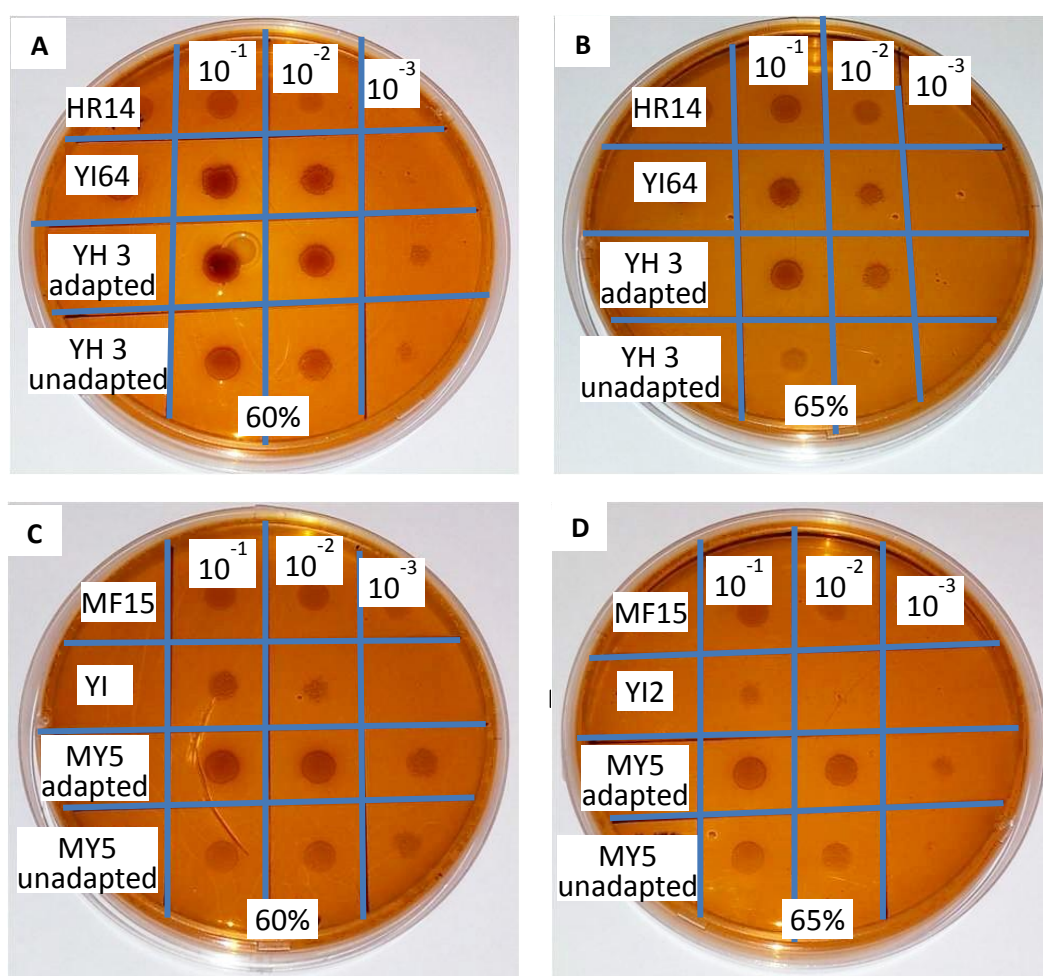 A
10⁻¹
10⁻²
10⁻³
HR14
YI64
YH 3
adapted
YH 3
unadapted
60%
B
10⁻¹
10⁻²
10⁻³
HR14
YI64
YH 3
adapted
YH 3
unadapted
65%
C
10⁻¹
10⁻²
10⁻³
MF15
YI
MY5
adapted
MY5
unadapted
60%
D
10⁻¹
10⁻²
10⁻³
MF15
YI2
MY5
adapted
MY5
unadapted
65%